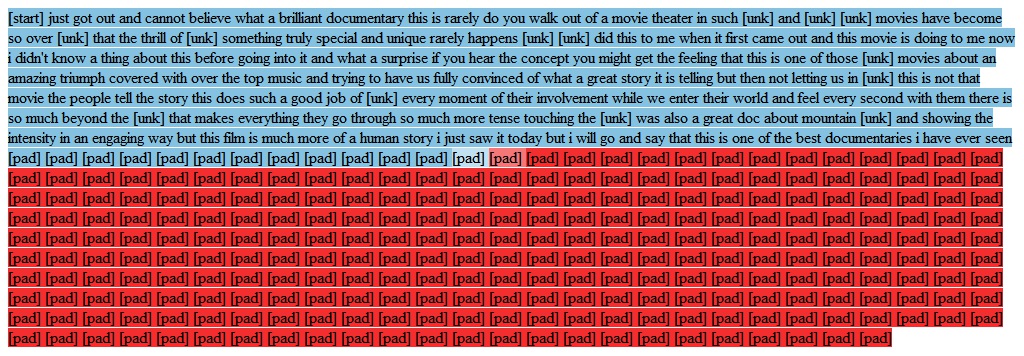 [start] just got out and cannot believe what a brilliant documentary this is rarely do you walk out of a movie theater in such [unk] and [unk] [unk] movies have become
so over [unk] that the thrill of [unk] something truly special and unique rarely happens [unk] [unk] did this to me when it first came out and this movie is doing to me now
i didn't know a thing about this before going into it and what a surprise if you hear the concept you might get the feeling that this is one of those [unk] movies about an
amazing triumph covered with over the top music and trying to have us fully convinced of what a great story it is telling but then not letting us in [unk] this is not that
movie the people tell the story this does such a good job of [unk] every moment of their involvement while we enter their world and feel every second with them there is
so much beyond the [unk] that makes everything they go through so much more tense touching the [unk] was also a great doc about mountain [unk] and showing the
intensity in an engaging way but this film is much more of a human story i just saw it today but i will go and say that this is one of the best documentaries i have ever seen
[pad] [pad] [pad] [pad] [pad] [pad] [pad] [pad] [pad] [pad] [pad] [pad] [pad] [pad] [pad] [pad] [pad] [pad] [pad] [pad] [pad] [pad] [pad] [pad] [pad] [pad] [pad]
[pad] [pad] [pad] [pad] [pad] [pad] [pad] [pad] [pad] [pad] [pad] [pad] [pad] [pad] [pad] [pad] [pad] [pad] [pad] [pad] [pad] [pad] [pad] [pad] [pad] [pad] [pad]
[pad] [pad] [pad] [pad] [pad] [pad] [pad] [pad] [pad] [pad] [pad] [pad] [pad] [pad] [pad] [pad] [pad] [pad] [pad] [pad] [pad] [pad] [pad] [pad] [pad] [pad] [pad]
[pad] [pad] [pad] [pad] [pad] [pad] [pad] [pad] [pad] [pad] [pad] [pad] [pad] [pad] [pad] [pad] [pad] [pad] [pad] [pad] [pad] [pad] [pad] [pad] [pad] [pad] [pad]
[pad] [pad] [pad] [pad] [pad] [pad] [pad] [pad] [pad] [pad] [pad] [pad] [pad] [pad] [pad] [pad] [pad] [pad] [pad] [pad] [pad] [pad] [pad] [pad] [pad] [pad] [pad]
[pad] [pad] [pad] [pad] [pad] [pad] [pad] [pad] [pad] [pad] [pad] [pad] [pad] [pad] [pad] [pad] [pad] [pad] [pad] [pad] [pad] [pad] [pad] [pad] [pad] [pad] [pad]
[pad] [pad] [pad] [pad] [pad] [pad] [pad] [pad] [pad] [pad] [pad] [pad] [pad] [pad] [pad] [pad] [pad] [pad] [pad] [pad] [pad] [pad] [pad] [pad] [pad] [pad] [pad]
[pad] [pad] [pad] [pad] [pad] [pad] [pad] [pad] [pad] [pad] [pad] [pad] [pad] [pad] [pad] [pad] [pad] [pad] [pad] [pad] [pad] [pad] [pad] [pad] [pad] [pad] [pad]
[pad] [pad] [pad] [pad] [pad] [pad] [pad] [pad] [pad] [pad] [pad] [pad] [pad] [pad] [pad] [pad] [pad] [pad] [pad] [pad] [pad] [pad] [pad] [pad] [pad] [pad] [pad]
[pad] [pad] [pad] [pad] [pad] [pad] [pad] [pad] [pad] [pad] [pad] [pad] [pad] [pad] [pad] [pad] [pad] [pad] [pad] [pad] [pad] [pad] [pad] [pad]